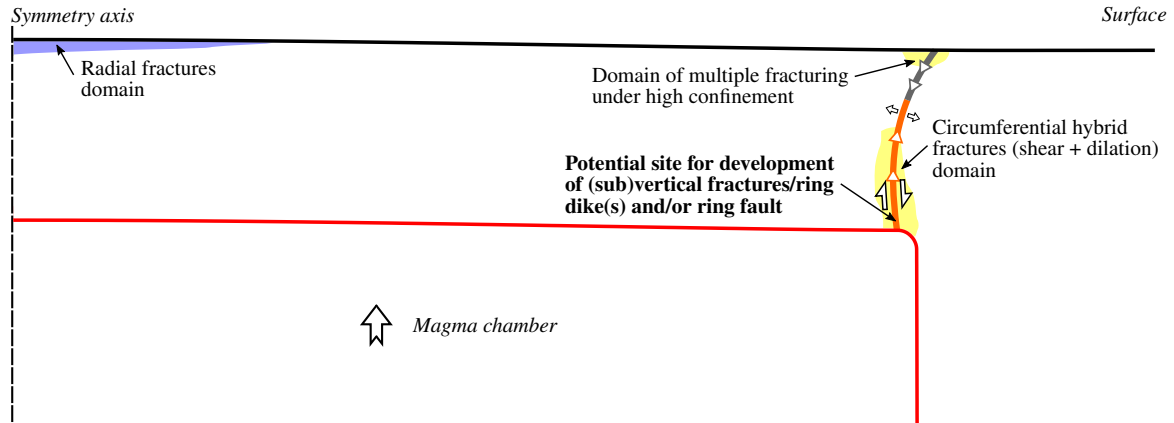 Symmetry axis
Surface
Radial fractures
domain
Domain of multiple fracturing
under high confinement
Circumferential hybrid
fractures (shear + dilation)
domain
Potential site for development
of (sub)vertical fractures/ring
dike(s) and/or ring fault
Magma chamber